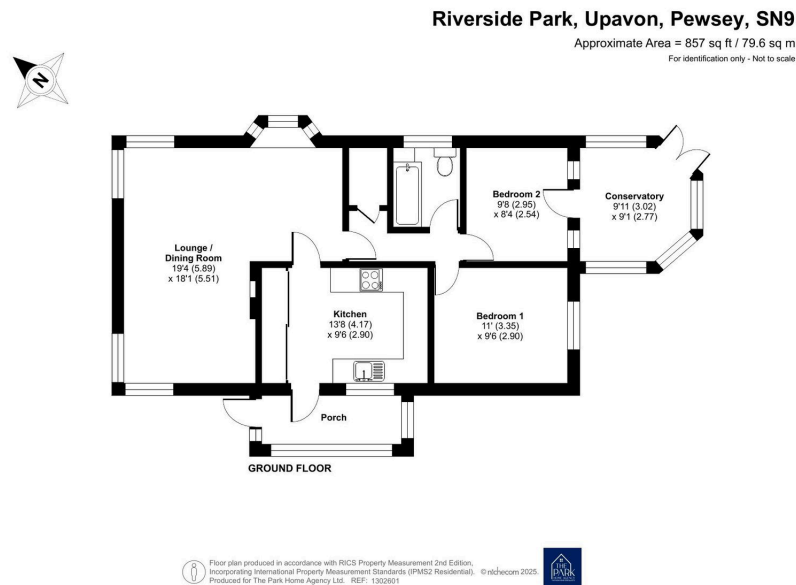 Riverside Park, Upavon, Pewsey, SN9
Approximate Area = 857 sq ft / 79.6 sq m
For identification only - Not to scale
N
Bedroom 2
9'8 (2.95)
x 8'4 (2.54)
Conservatory
9'11 (3.02)
x 9'1 (2.77)
Lounge /
Dining Room
19'4 (5.89)
x 18'1 (5.51)
Kitchen
13'8 (4.17)
x 9'6 (2.90)
Bedroom 1
11' (3.35)
x 9'6 (2.90)
Porch
GROUND FLOOR
Floor plan produced in accordance with RICS Property Measurement 2nd Edition,
Incorporating International Property Measurement Standards (IPMS2 Residential). © nichecom 2025.
Produced for The Park Home Agency Ltd. REF: 1302601
THE
PARK
HOME AGENCY